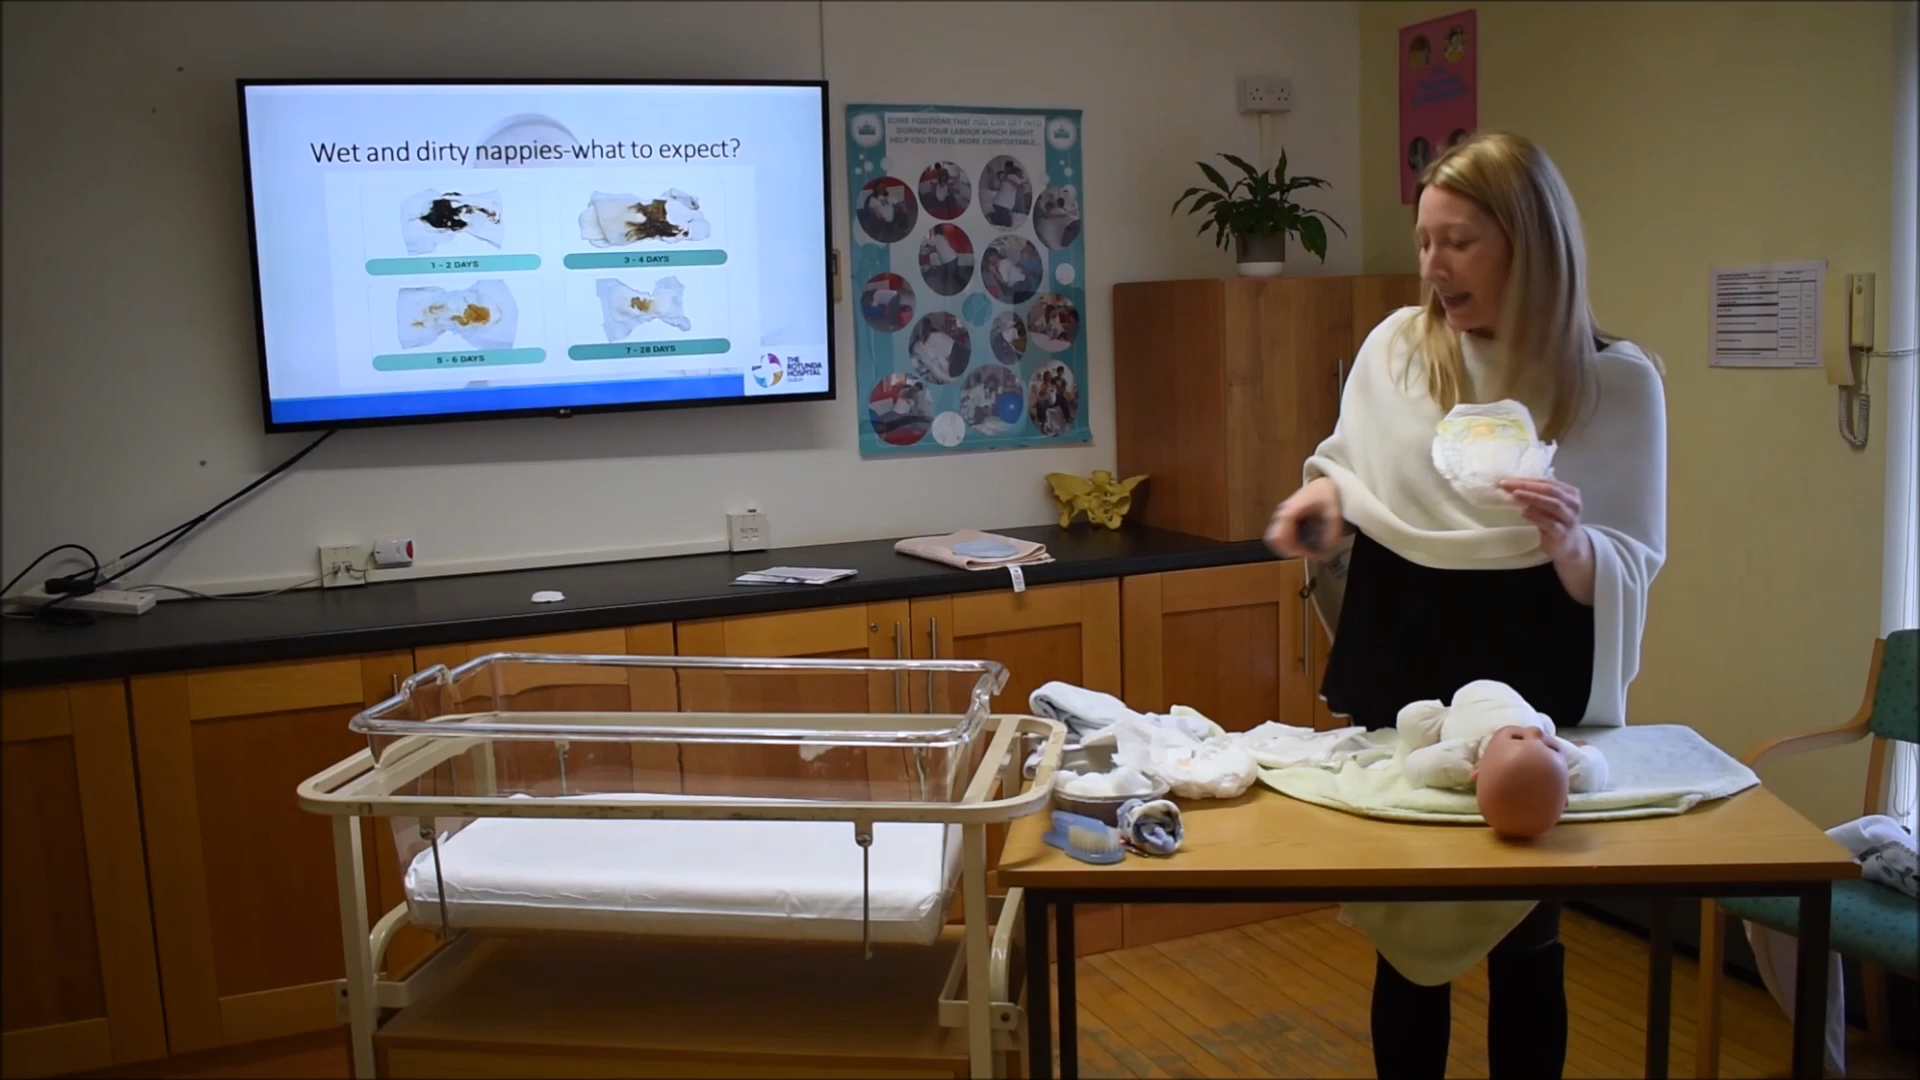 Wet and dirty nappies-what to expect?
1 - 2 DAYS
3 - 4 DAYS
5 - 6 DAYS
7 - 28 DAYS
THE
ROTUNDA
HOSPITAL
LG
SOME POSITIONS THAT YOU CAN GET INTO
DURING YOUR LABOUR WHICH MIGHT
HELP YOU TO FEEL MORE COMFORTABLE...